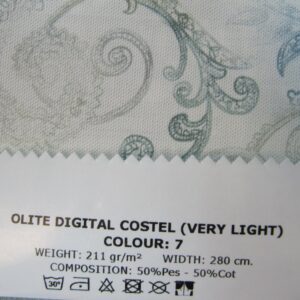 OLITE DIGITAL COSTEL (VERY LIGHT)
COLOUR: 7
WEIGHT: 211 gr/m² WIDTH: 280 cm.
COMPOSITION: 50%Pes - 50%Cot
30°